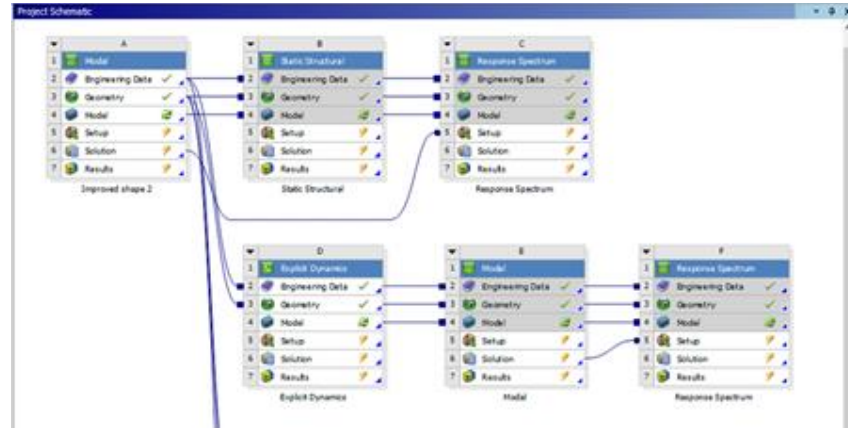 Project Schematic
A
1 Model
2 Engineering Data
3 Geometry
4 Model
5 Setup
6 Solution
7 Results
Improved shape 2
B
1 Static Structural
2 Engineering Data
3 Geometry
4 Model
5 Setup
6 Solution
7 Results
Static Structural
C
1 Response Spectrum
2 Engineering Data
3 Geometry
4 Model
5 Setup
6 Solution
7 Results
Response Spectrum
D
1 Explicit Dynamics
2 Engineering Data
3 Geometry
4 Model
5 Setup
6 Solution
7 Results
Explicit Dynamics
E
1 Model
2 Engineering Data
3 Geometry
4 Model
5 Setup
6 Solution
7 Results
Model
F
1 Response Spectrum
2 Engineering Data
3 Geometry
4 Model
5 Setup
6 Solution
7 Results
Response Spectrum